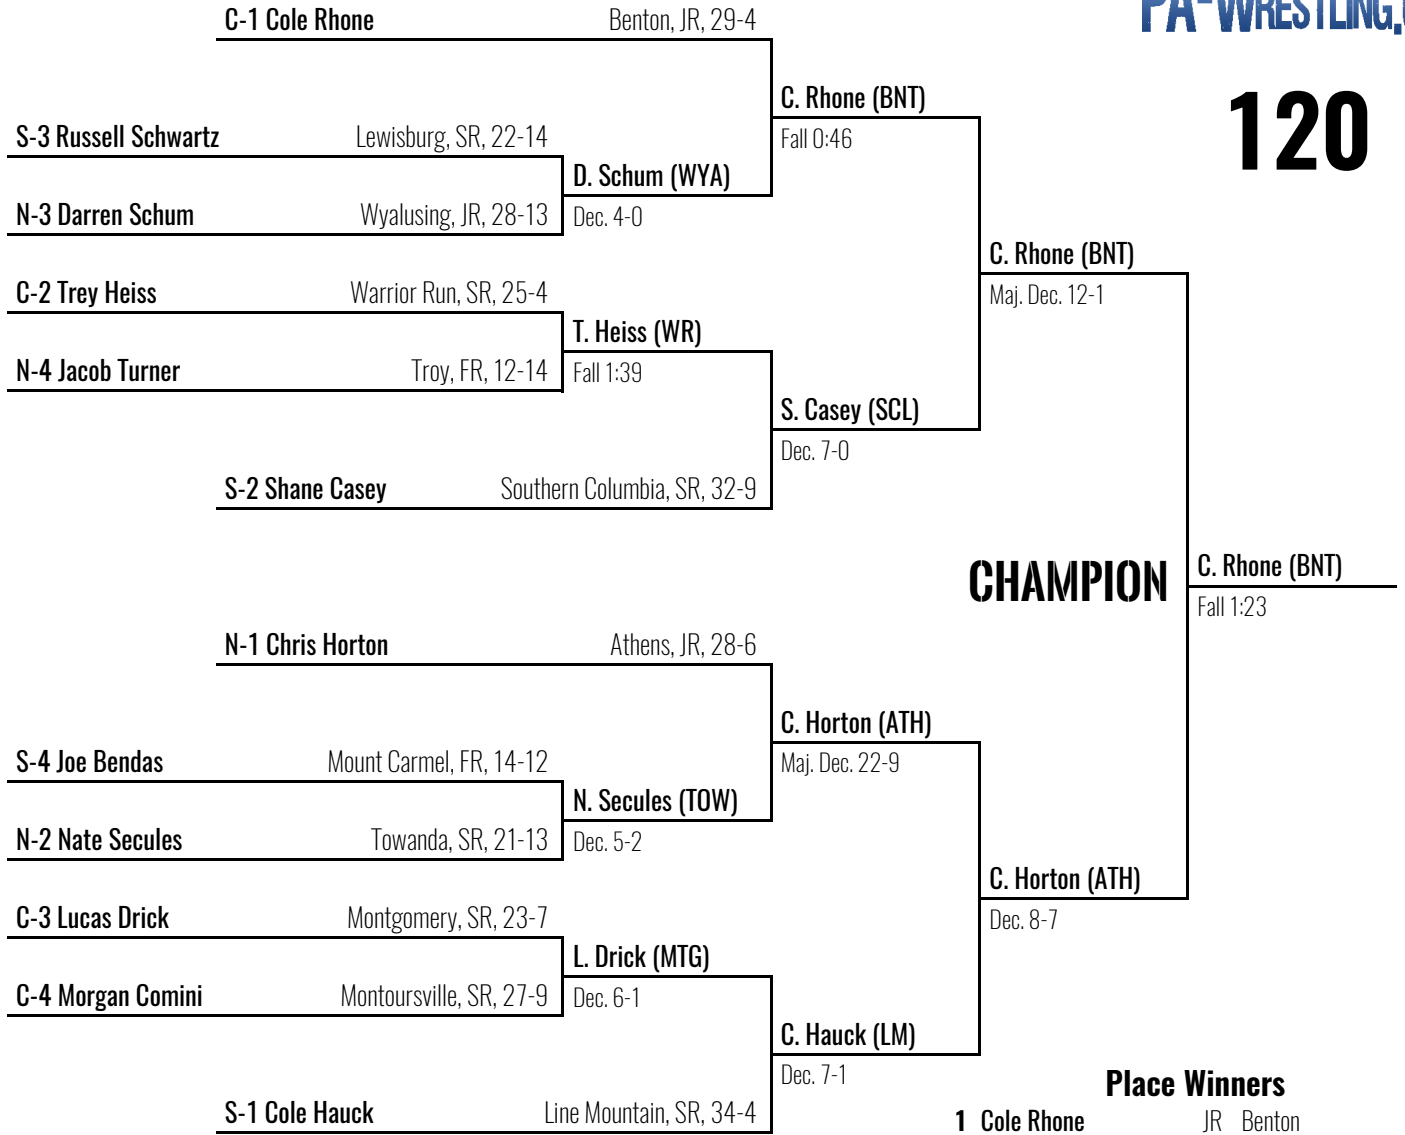 C-1 Cole Rhone Benton, JR, 29-4
PA-WRESTLING.
120
C. Rhone (BNT)
Fall 0:46
S-3 Russell Schwartz Lewisburg, SR, 22-14
D. Schum (WYA)
Dec. 4-0
N-3 Darren Schum Wyalusing, JR, 28-13
C. Rhone (BNT)
Maj. Dec. 12-1
C-2 Trey Heiss Warrior Run, SR, 25-4
T. Heiss (WR)
Fall 1:39
N-4 Jacob Turner Troy, FR, 12-14
S. Casey (SCL)
Dec. 7-0
S-2 Shane Casey Southern Columbia, SR, 32-9
CHAMPION
C. Rhone (BNT)
Fall 1:23
N-1 Chris Horton Athens, JR, 28-6
C. Horton (ATH)
Maj. Dec. 22-9
S-4 Joe Bendas Mount Carmel, FR, 14-12
N. Secules (TOW)
Dec. 5-2
N-2 Nate Secules Towanda, SR, 21-13
C. Horton (ATH)
Dec. 8-7
C-3 Lucas Drick Montgomery, SR, 23-7
L. Drick (MTG)
Dec. 6-1
C-4 Morgan Comini Montoursville, SR, 27-9
C. Hauck (LM)
Dec. 7-1
S-1 Cole Hauck Line Mountain, SR, 34-4
Place Winners
1 Cole Rhone JR Benton